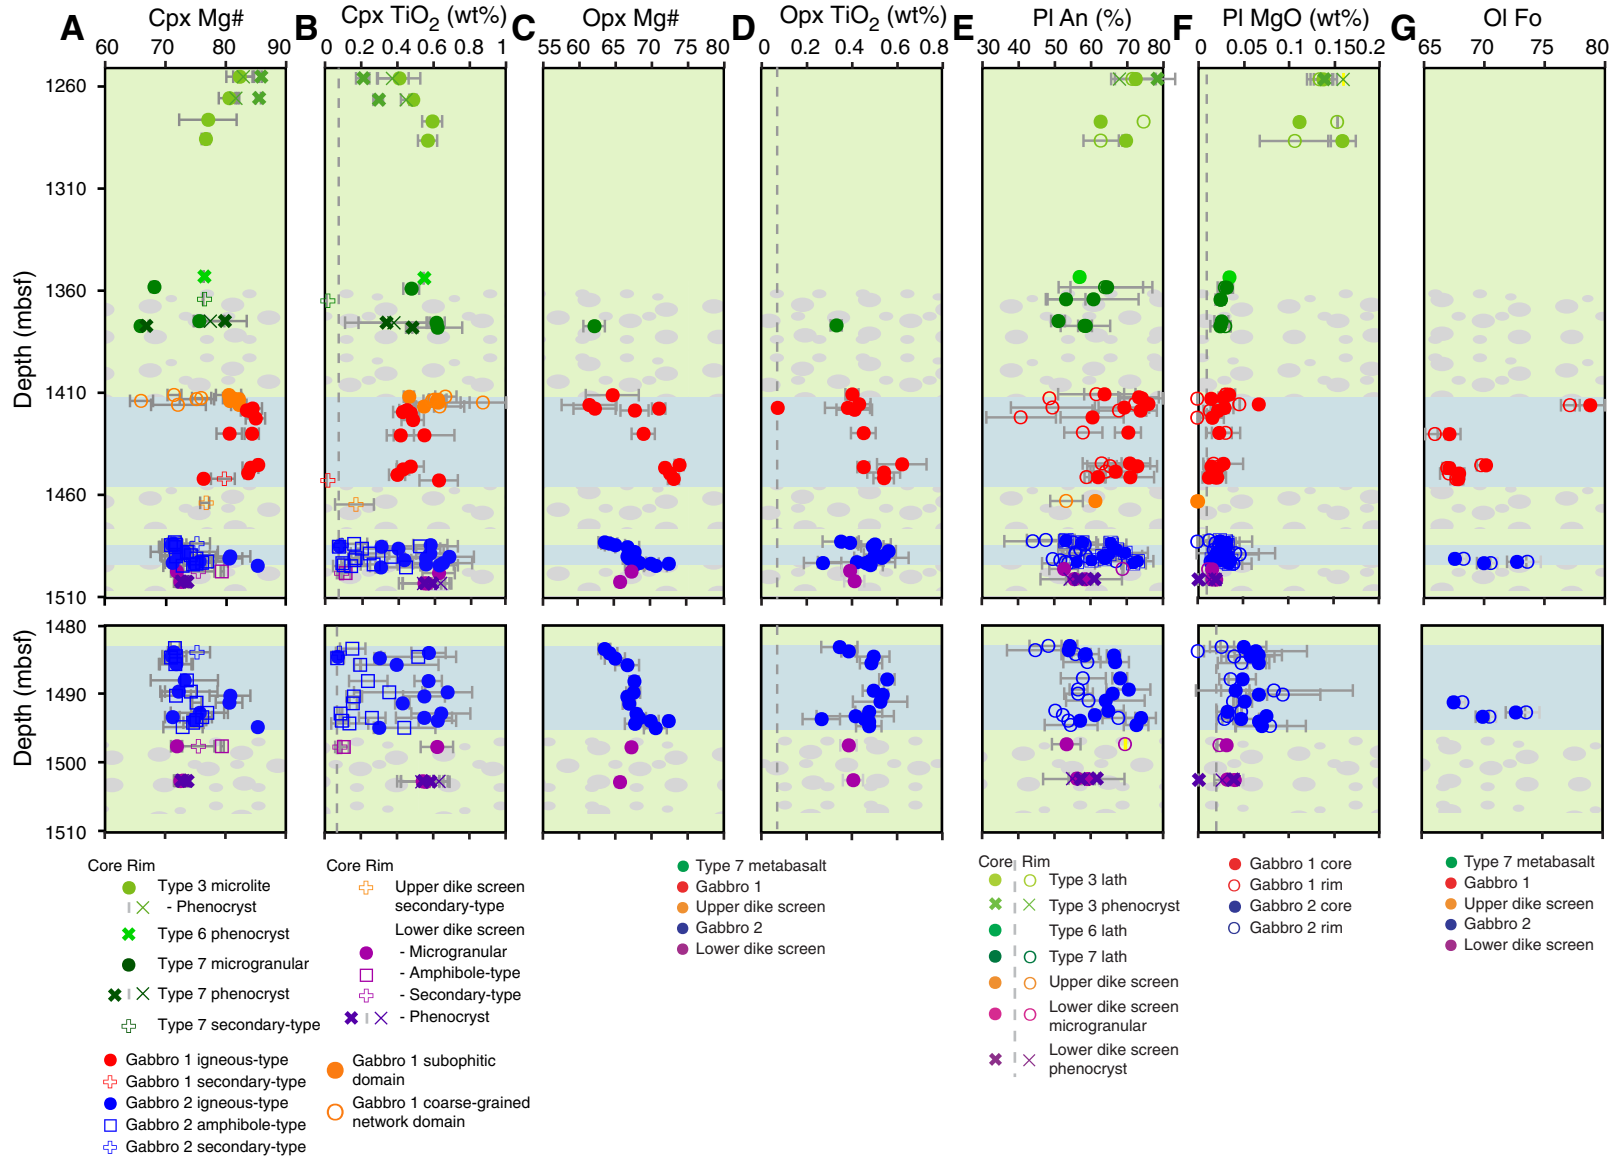 A Cpx Mg# B Cpx TiO2 (wt%) C Opx Mg# D Opx TiO2 (wt%) E Pl An (%) F Pl MgO (wt%) G Ol Fo
60 70 80 90 0 0.2 0.4 0.6 0.8 1 55 60 65 70 75 80 0 0.2 0.4 0.6 0.8 30 40 50 60 70 80 0 0.05 0.1 0.15 0.2 65 70 75 80
1260
1310
1360
1410
1460
1510
Depth (mbsf)
1480
1490
1500
1510
Depth (mbsf)
Core Rim
Type 3 microlite
- Phenocryst
Type 6 phenocryst
Type 7 microgranular
Type 7 phenocryst
Type 7 secondary-type
Gabbro 1 igneous-type
Gabbro 1 secondary-type
Gabbro 2 igneous-type
Gabbro 2 amphibole-type
Gabbro 2 secondary-type
Core Rim
Upper dike screen
secondary-type
Lower dike screen
- Microgranular
- Amphibole-type
- Secondary-type
- Phenocryst
Gabbro 1 subophitic
domain
Gabbro 1 coarse-grained
network domain
Type 7 metabasalt
Gabbro 1
Upper dike screen
Gabbro 2
Lower dike screen
Core Rim
Type 3 lath
Type 3 phenocryst
Type 6 lath
Type 7 lath
Upper dike screen
Lower dike screen
microgranular
Lower dike screen
phenocryst
Gabbro 1 core
Gabbro 1 rim
Gabbro 2 core
Gabbro 2 rim
Type 7 metabasalt
Gabbro 1
Upper dike screen
Gabbro 2
Lower dike screen